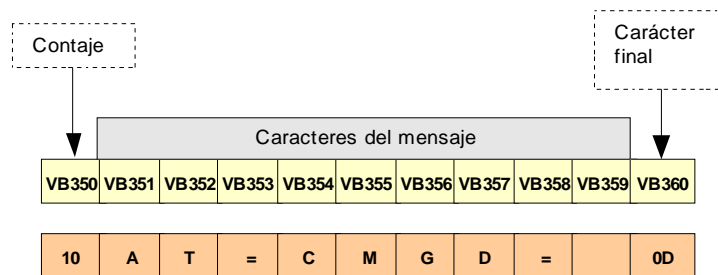 Contaje
Carácter
final
Caracteres del mensaje
VB350 VB351 VB352 VB353 VB354 VB355 VB356 VB357 VB358 VB359 VB360
10 A T = C M G D = 0D